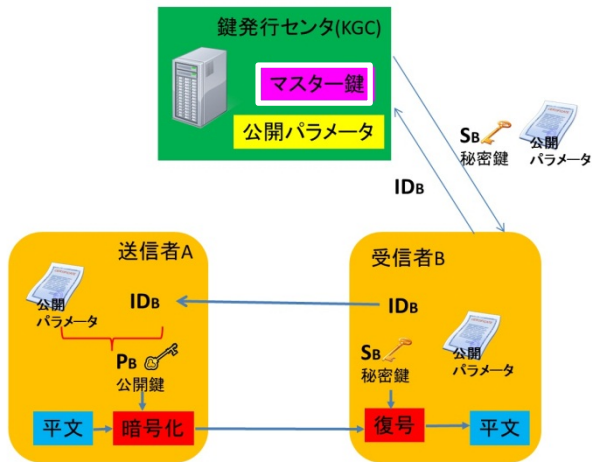 鍵発行センタ(KGC)
マスター鍵
公開パラメータ
SB
秘密鍵
公開
パラメータ
IDB
送信者A
公開
パラメータ
IDB
PB
公開鍵
平文
暗号化
受信者B
IDB
SB
秘密鍵
公開
パラメータ
復号
平文